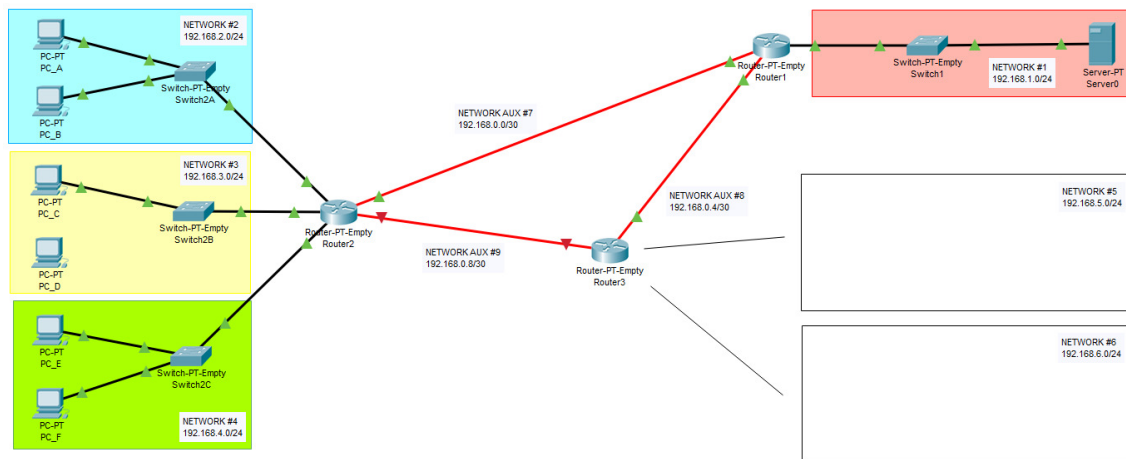 NETWORK #2
192.168.2.0/24
PC-PT
PC_A
Switch-PT-Empty
Switch2A
PC-PT
PC_B
NETWORK #3
192.168.3.0/24
PC-PT
PC_C
Switch-PT-Empty
Switch2B
PC-PT
PC_D
PC-PT
PC_E
Switch-PT-Empty
Switch2C
PC-PT
PC_F
NETWORK #4
192.168.4.0/24
Router-PT-Empty
Router2
NETWORK AUX #7
192.168.0.0/30
NETWORK AUX #9
192.168.0.8/30
Router-PT-Empty
Router3
NETWORK AUX #8
192.168.0.4/30
Router-PT-Empty
Router1
Switch-PT-Empty
Switch1
NETWORK #1
192.168.1.0/24
Server-PT
Server0
NETWORK #5
192.168.5.0/24
NETWORK #6
192.168.6.0/24